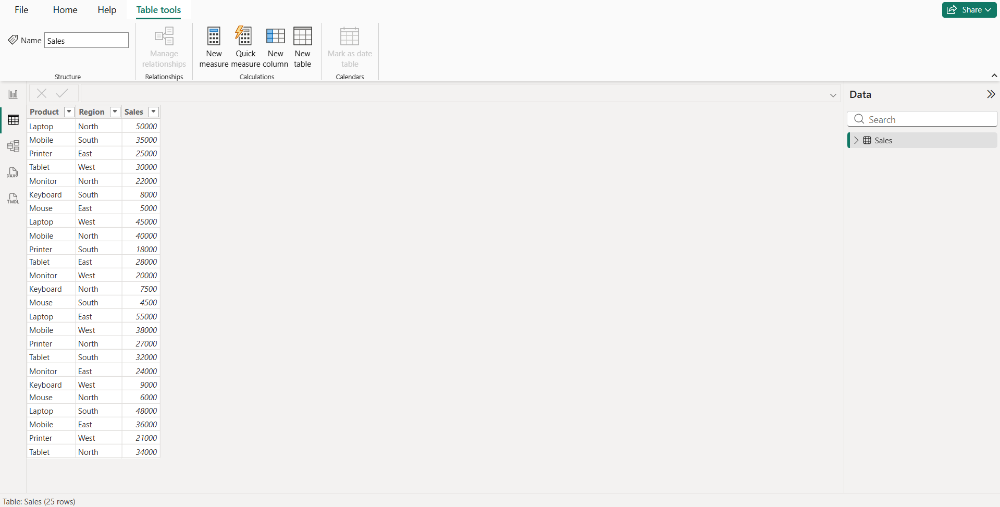 File Home Help Table tools Share
Name Sales
Manage relationships
New measure
Quick measure
New column
New table
Mark as date table
Structure Relationships Calculations Calendars
DAX
TMDL
Data
Search
Sales
Product Region Sales
Laptop North 50000
Mobile South 35000
Printer East 25000
Tablet West 30000
Monitor North 22000
Keyboard South 8000
Mouse East 5000
Laptop West 45000
Mobile North 40000
Printer South 18000
Tablet East 28000
Monitor West 20000
Keyboard North 7500
Mouse South 4500
Laptop East 55000
Mobile West 38000
Printer North 27000
Tablet South 32000
Monitor East 24000
Keyboard West 9000
Mouse North 6000
Laptop South 48000
Mobile East 36000
Printer West 21000
Tablet North 34000
Table: Sales (25 rows)